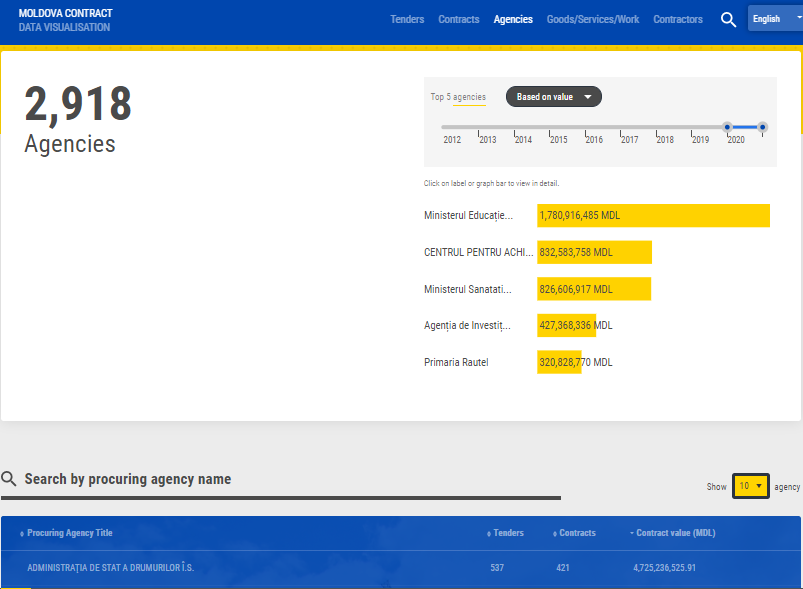 MOLDOVA CONTRACT
DATA VISUALISATION
Tenders Contracts Agencies Goods/Services/Work Contractors English
2,918
Agencies
Top 5 agencies Based on value
2012 2013 2014 2015 2016 2017 2018 2019 2020
Click on label or graph bar to view in detail.
Ministerul Educație... 1,780,916,485 MDL
CENTRUL PENTRU ACHI... 832,583,758 MDL
Ministerul Sanatati... 826,606,917 MDL
Agenția de Investiț... 427,368,336 MDL
Primaria Rautel 320,828,770 MDL
Search by procuring agency name
Show 10 agency
Procuring Agency Title Tenders Contracts Contract value (MDL)
ADMINISTRAȚIA DE STAT A DRUMURILOR Î.S. 537 421 4,725,236,525.91